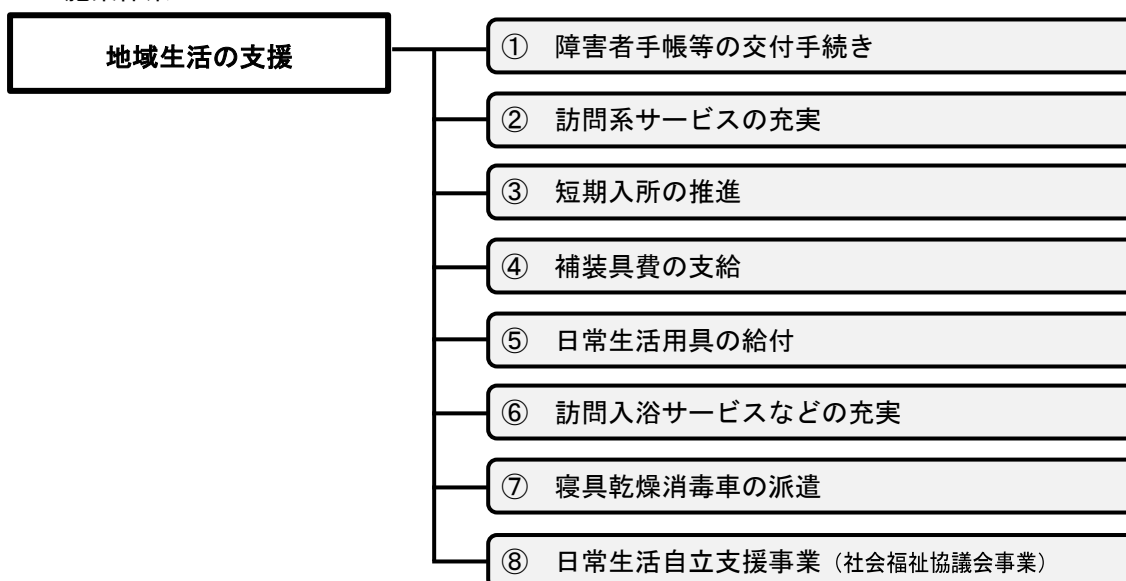 地域生活の支援
① 障害者手帳等の交付手続き
② 訪問系サービスの充実
③ 短期入所の推進
④ 補装具費の支給
⑤ 日常生活用具の給付
⑥ 訪問入浴サービスなどの充実
⑦ 寝具乾燥消毒車の派遣
⑧ 日常生活自立支援事業（社会福祉協議会事業）